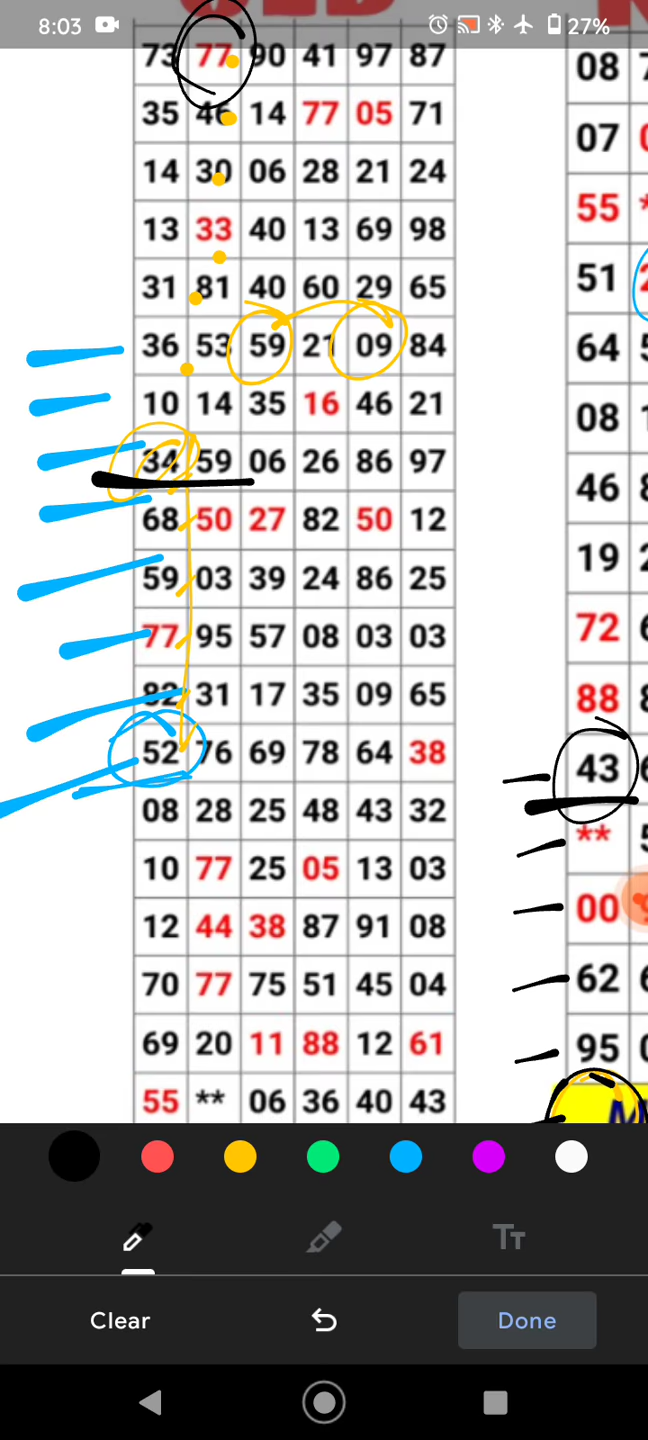 8:03 27%
OLD
73 77 90 41 97 87
35 46 14 77 05 71
14 30 06 28 21 24
13 33 40 13 69 98
31 81 40 60 29 65
36 53 59 21 09 84
10 14 35 16 46 21
34 59 06 26 86 97
68 50 27 82 50 12
59 03 39 24 86 25
77 95 57 08 03 03
82 31 17 35 09 65
52 76 69 78 64 38
08 28 25 48 43 32
10 77 25 05 13 03
12 44 38 87 91 08
70 77 75 51 45 04
69 20 11 88 12 61
55 ** 06 36 40 43
08
07
55
51
64
08
46
19
72
88
43
**
00
62
95
Tт
Clear Done